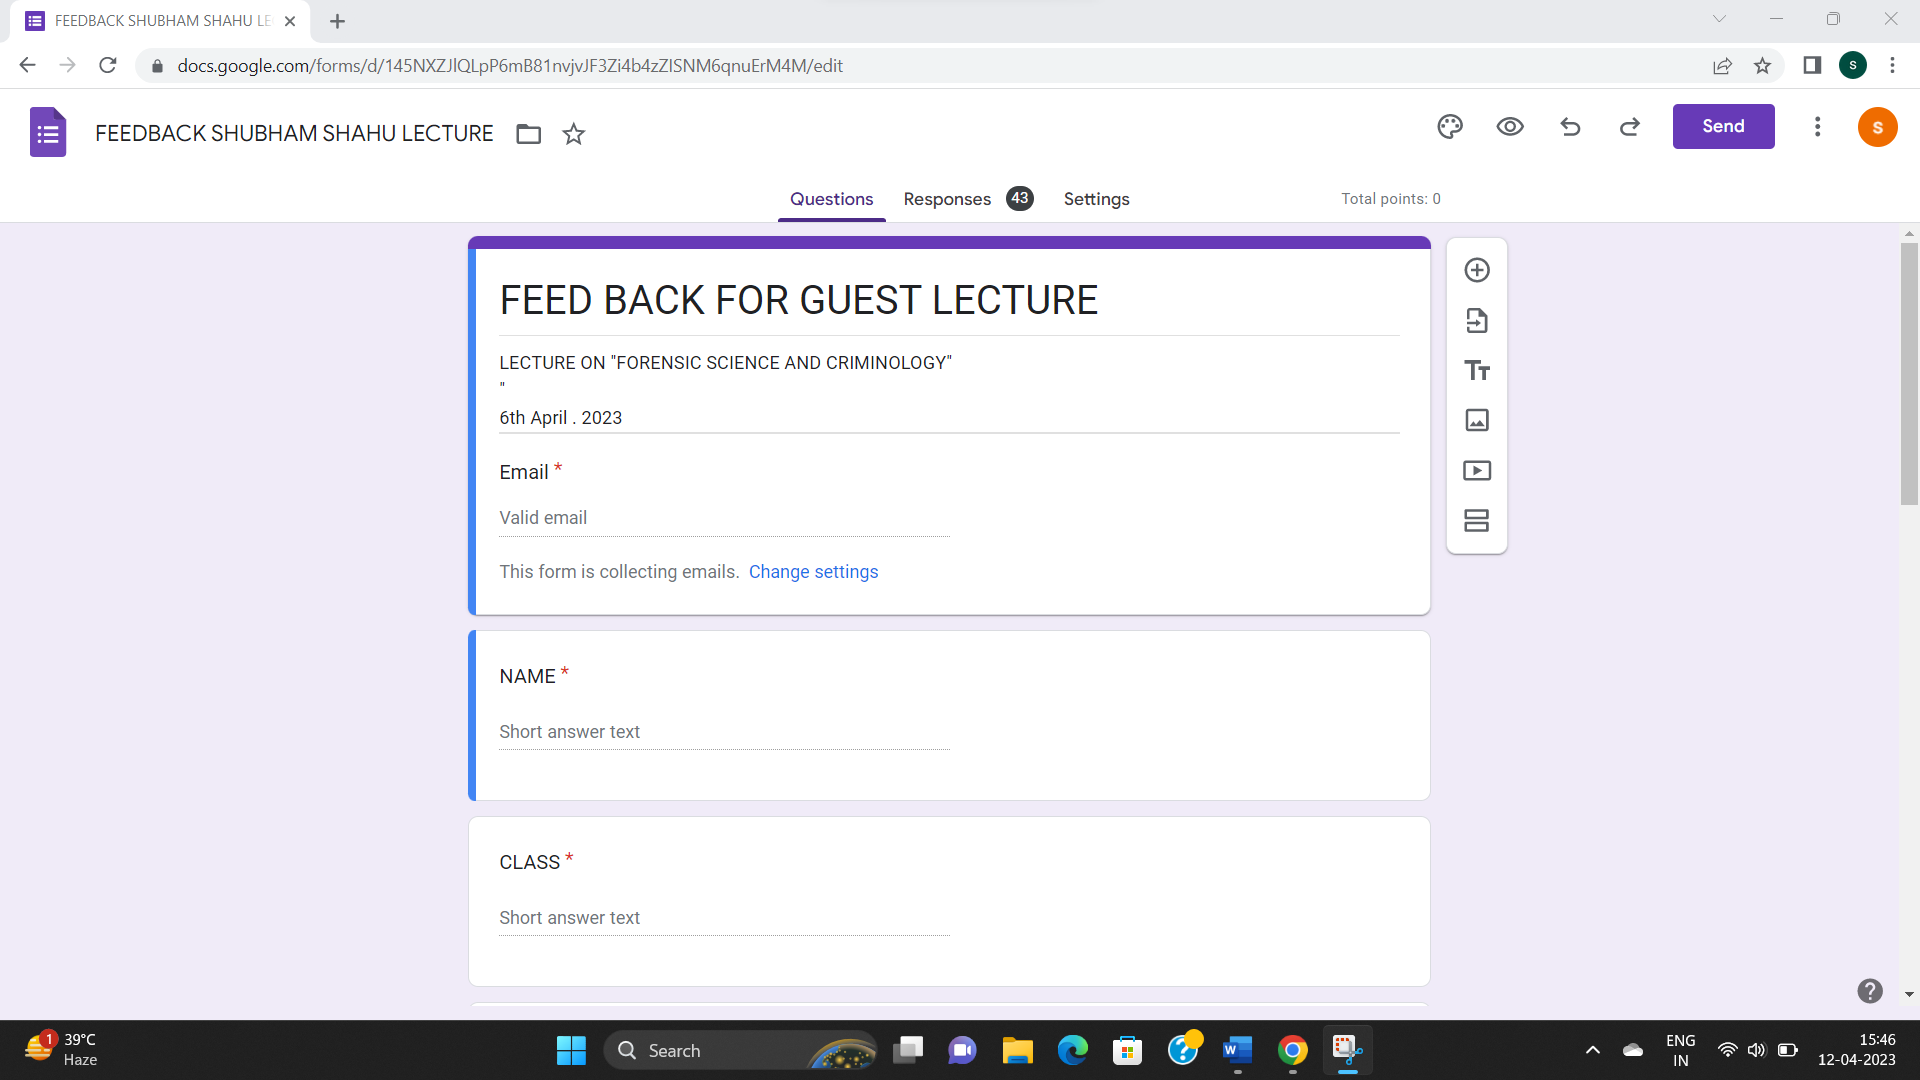 FEEDBACK SHUBHAM SHAHU LE
docs.google.com/forms/d/145NXZJlQLpP6mB81nvjvJF3Zi4b4zZISNM6qnuErM4M/edit
S
FEEDBACK SHUBHAM SHAHU LECTURE
Send
S
Questions
Responses 43
Settings
Total points: 0
FEED BACK FOR GUEST LECTURE
LECTURE ON "FORENSIC SCIENCE AND CRIMINOLOGY"
"
6th April . 2023
Email *
Valid email
This form is collecting emails. Change settings
NAME *
Short answer text
CLASS *
Short answer text
1
39°C
Haze
Search
ENG
IN
15:46
12-04-2023